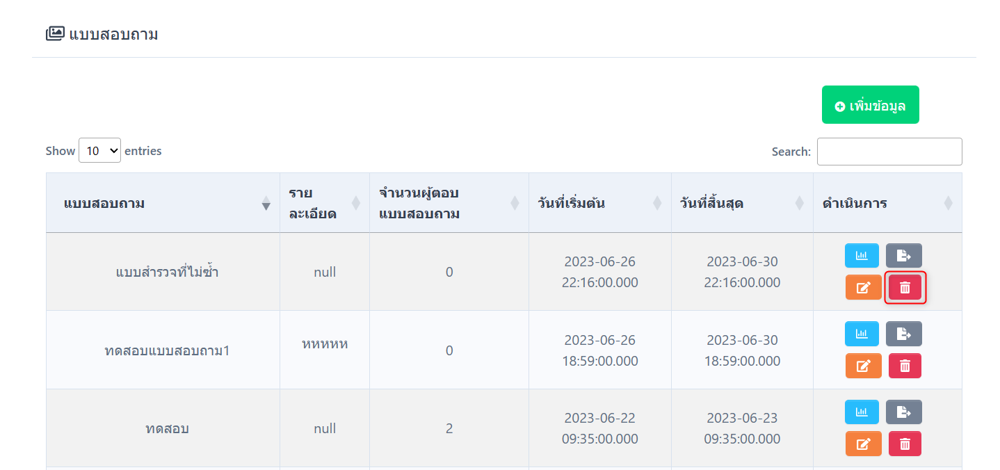 แบบสอบถาม
เพิ่มข้อมูล
Show 10 entries
Search:
แบบสอบถาม
ราย
ละเอียด
จำนวนผู้ตอบ
แบบสอบถาม
วันที่เริ่มต้น
วันที่สิ้นสุด
ดำเนินการ
แบบสำรวจที่ไม่ซ้ำ
null
0
2023-06-26
22:16:00.000
2023-06-30
22:16:00.000
ทดสอบแบบสอบถาม1
หหหหห
0
2023-06-26
18:59:00.000
2023-06-30
18:59:00.000
ทดสอบ
null
2
2023-06-22
09:35:00.000
2023-06-23
09:35:00.000